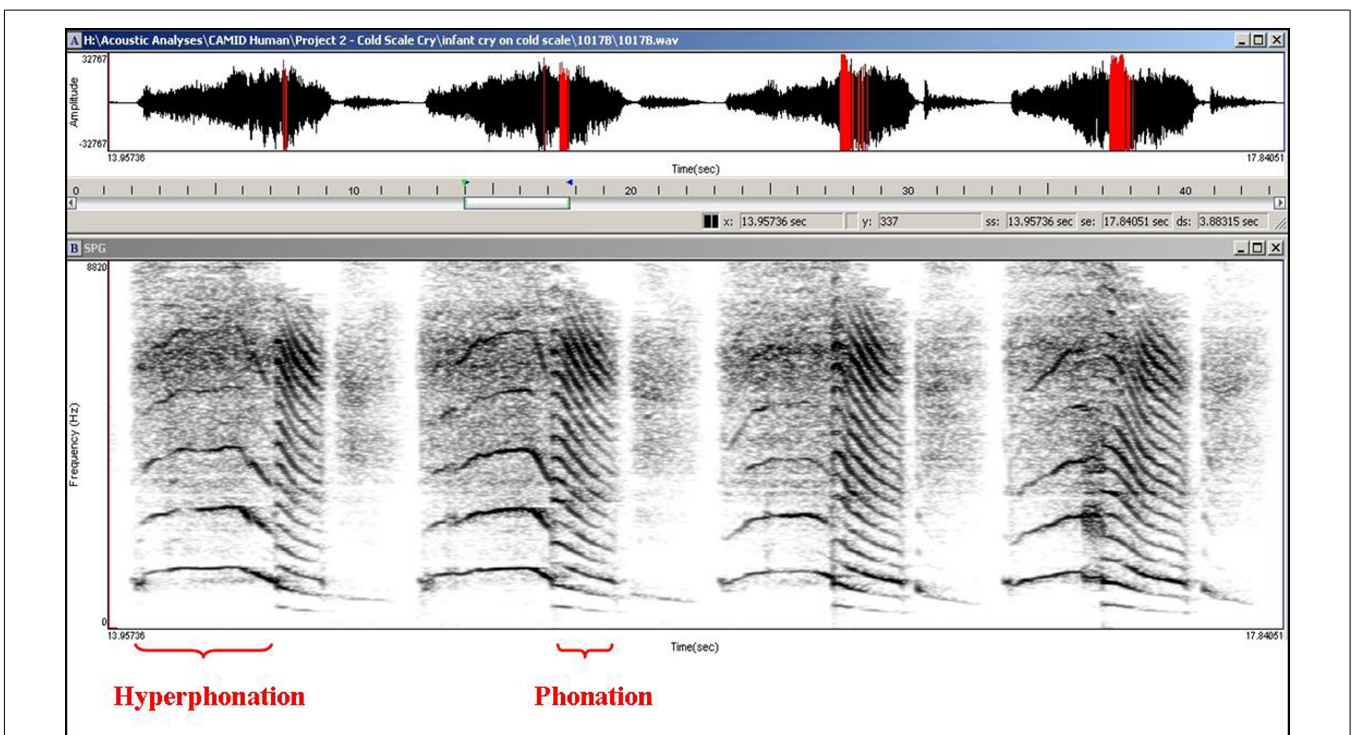 A H:\Acoustic Analyses\CAMID Human\Project 2 - Cold Scale Cry\infant cry on cold scale\1017B\1017B.wav
32767
Amplitude
-32767
13.95736
Time(sec)
17.84051
0 10 20 30 40
x: 13.95736 sec y: 337 ss: 13.95736 sec se: 17.84051 sec ds: 3.88315 sec
B SPG
8820
Frequency (Hz)
0
13.95736
Time(sec)
17.84051
Hyperphonation Phonation